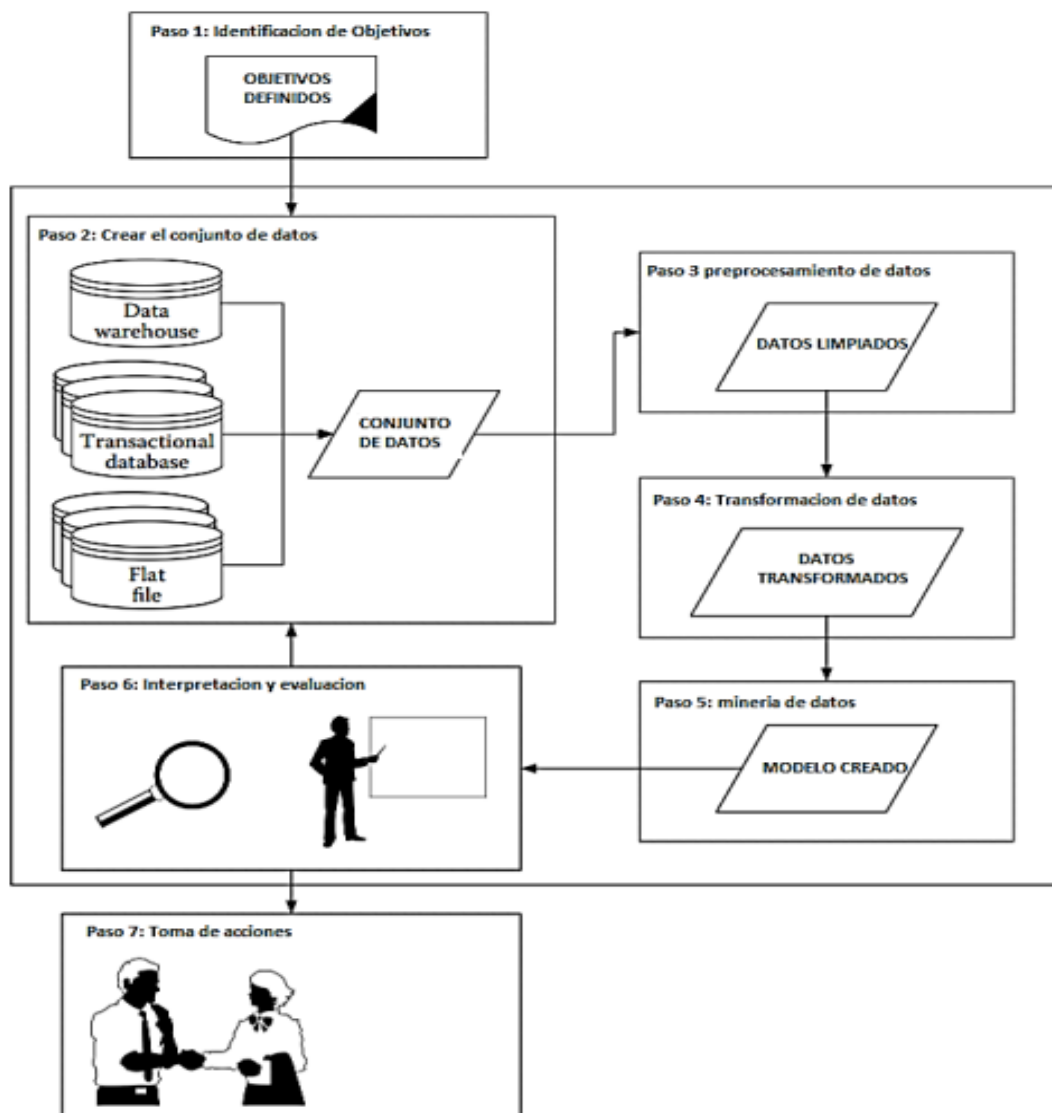 Paso 1: Identificacion de Objetivos
OBJETIVOS
DEFINIDOS
Paso 2: Crear el conjunto de datos
Data
warehouse
Transactional
database
Flat
file
CONJUNTO
DE DATOS
Paso 3 preprocesamiento de datos
DATOS LIMPIADOS
Paso 4: Transformacion de datos
DATOS
TRANSFORMADOS
Paso 5: mineria de datos
MODELO CREADO
Paso 6: Interpretacion y evaluacion
Paso 7: Toma de acciones